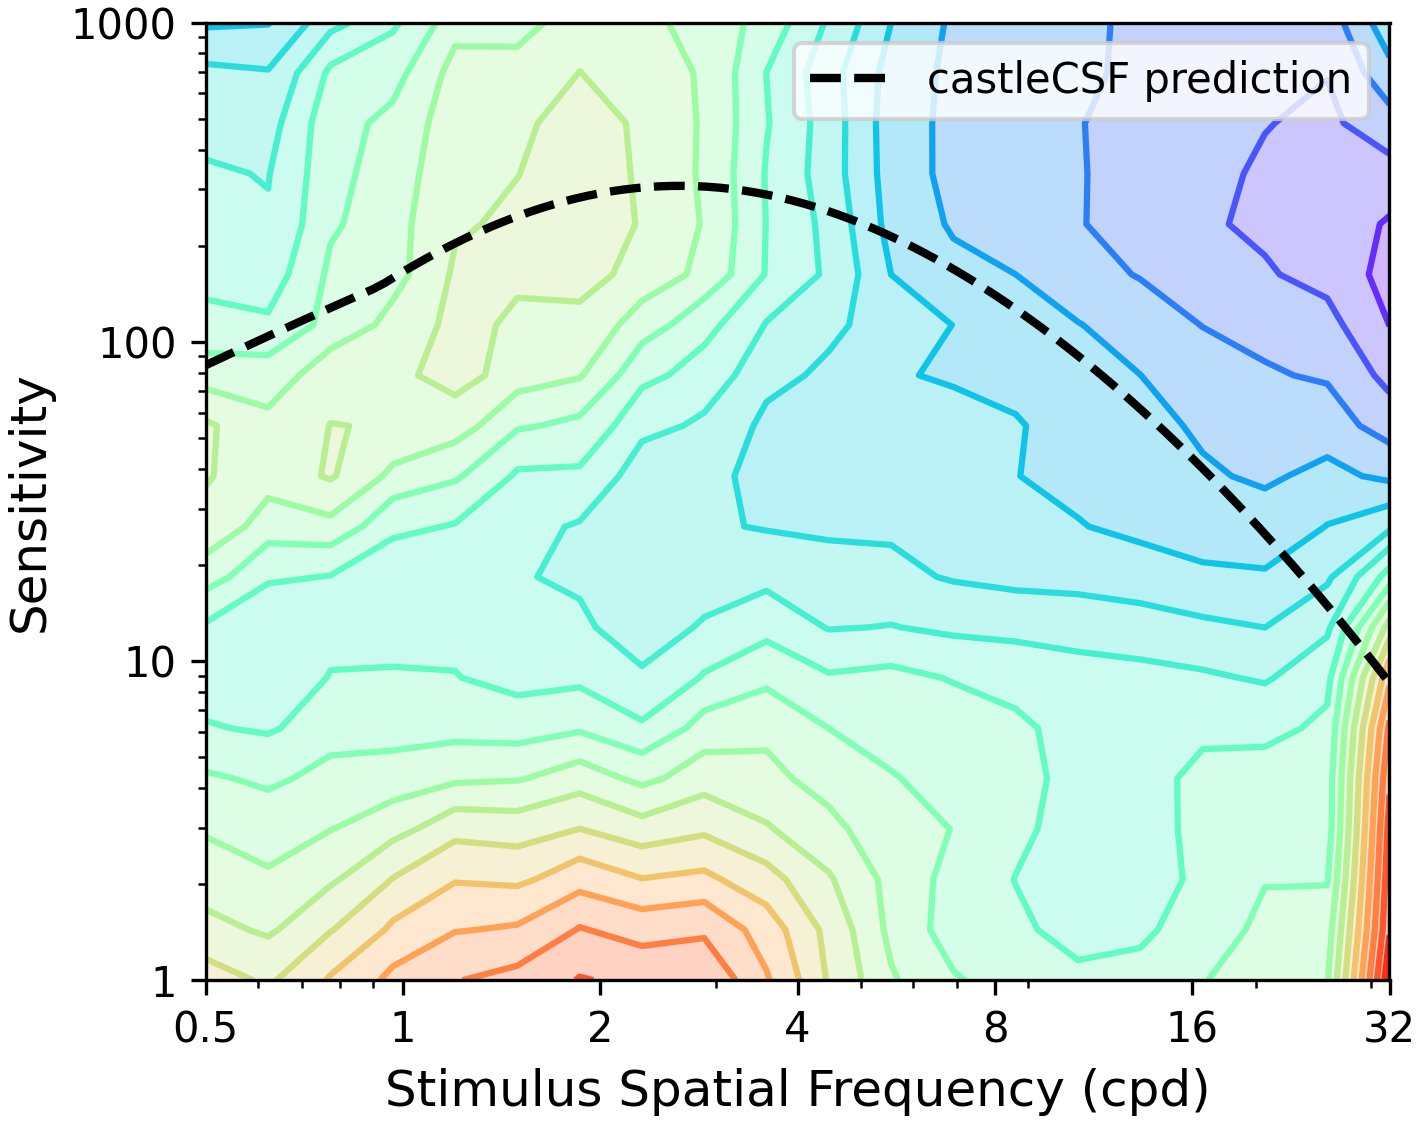 1000
castleCSF prediction
100
10
1
Sensitivity
0.5 1 2 4 8 16 32
Stimulus Spatial Frequency (cpd)